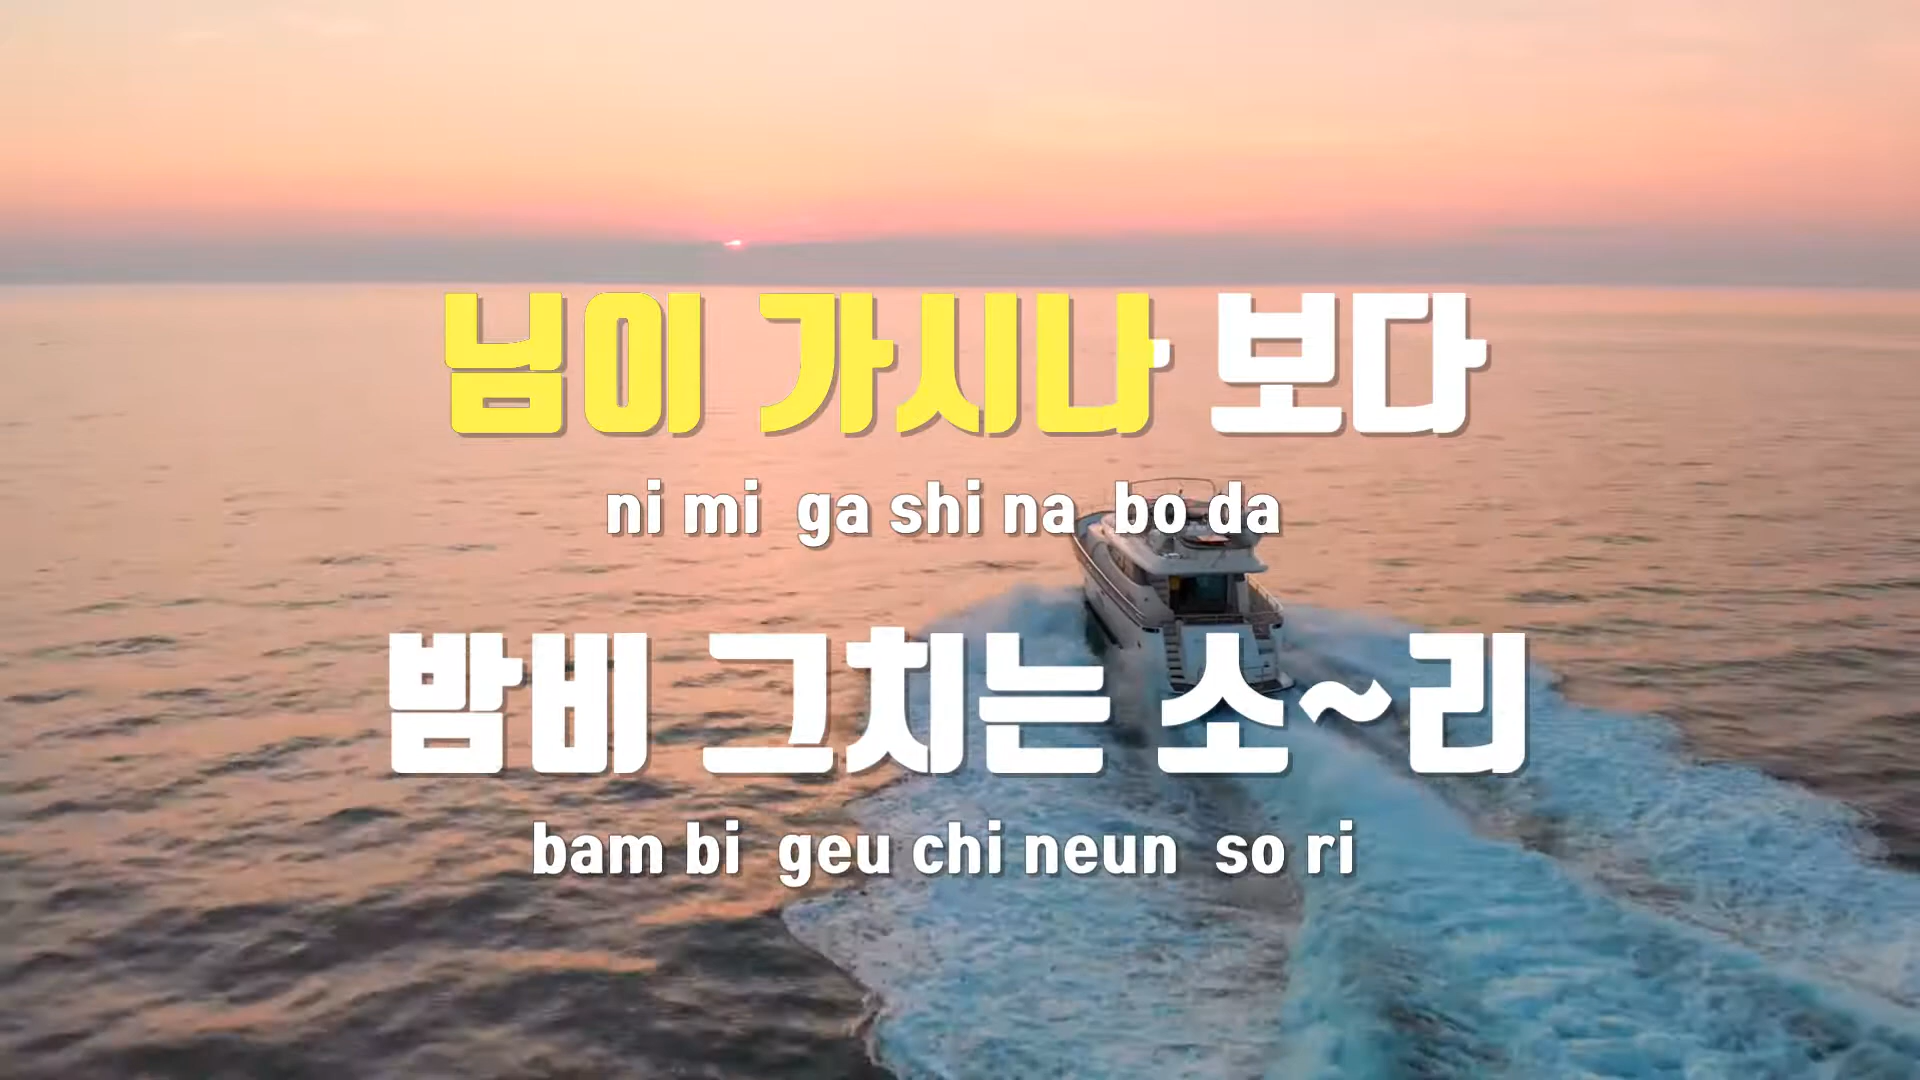 님이 가시나 보다
ni mi ga shi na bo da
밤비 그치는 소~리
bam bi geu chi neun so ri